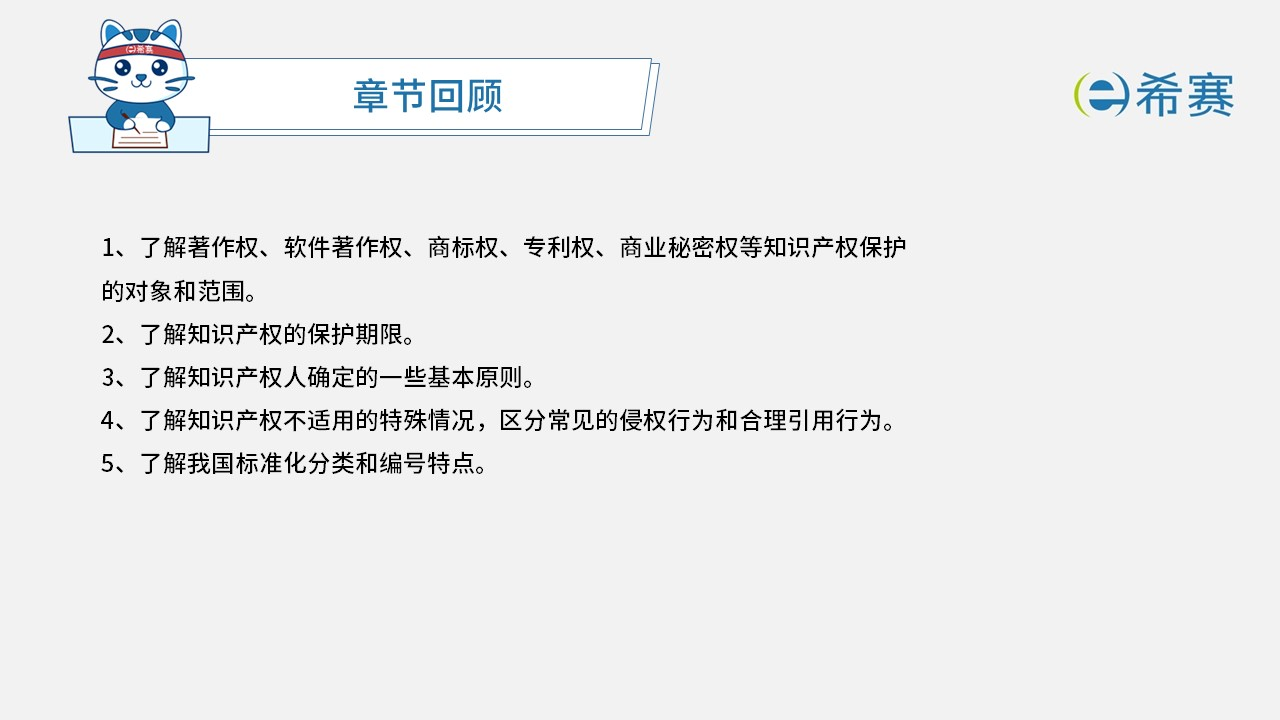 希赛
章节回顾
希赛
1、了解著作权、软件著作权、商标权、专利权、商业秘密权等知识产权保护
的对象和范围。
2、了解知识产权的保护期限。
3、了解知识产权人确定的一些基本原则。
4、了解知识产权不适用的特殊情况，区分常见的侵权行为和合理引用行为。
5、了解我国标准化分类和编号特点。